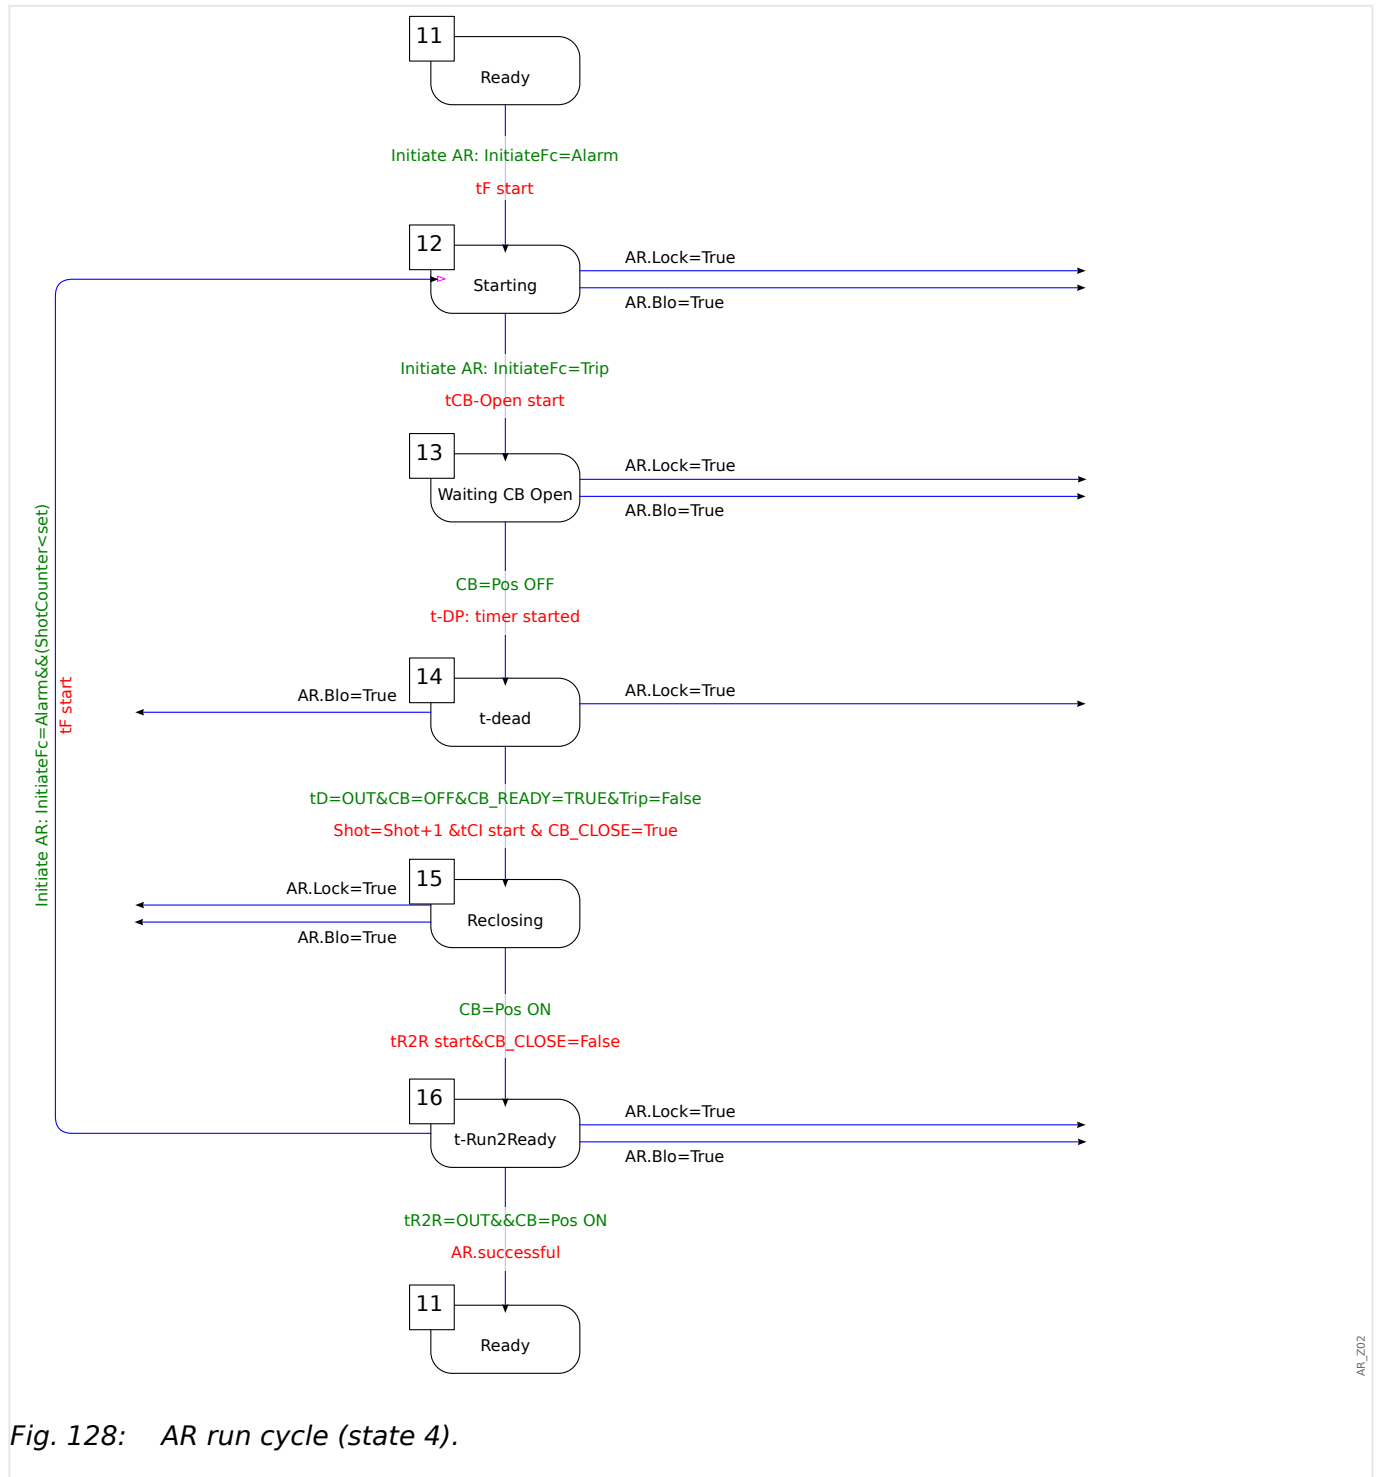 11
Ready
Initiate AR: InitiateFc=Alarm
tF start
12
Starting
AR.Lock=True
AR.Blo=True
Initiate AR: InitiateFc=Trip
tCB-Open start
13
Waiting CB Open
AR.Lock=True
AR.Blo=True
CB=Pos OFF
t-DP: timer started
Initiate AR: InitiateFc=Alarm&&(ShotCounter<set)
tF start
14
t-dead
AR.Blo=True
AR.Lock=True
tD=OUT&CB=OFF&CB_READY=TRUE&Trip=False
Shot=Shot+1 &tCI start & CB_CLOSE=True
15
Reclosing
AR.Lock=True
AR.Blo=True
CB=Pos ON
tR2R start&CB_CLOSE=False
16
t-Run2Ready
AR.Lock=True
AR.Blo=True
tR2R=OUT&&CB=Pos ON
AR.successful
11
Ready
AR_Z02
Fig. 128: AR run cycle (state 4).